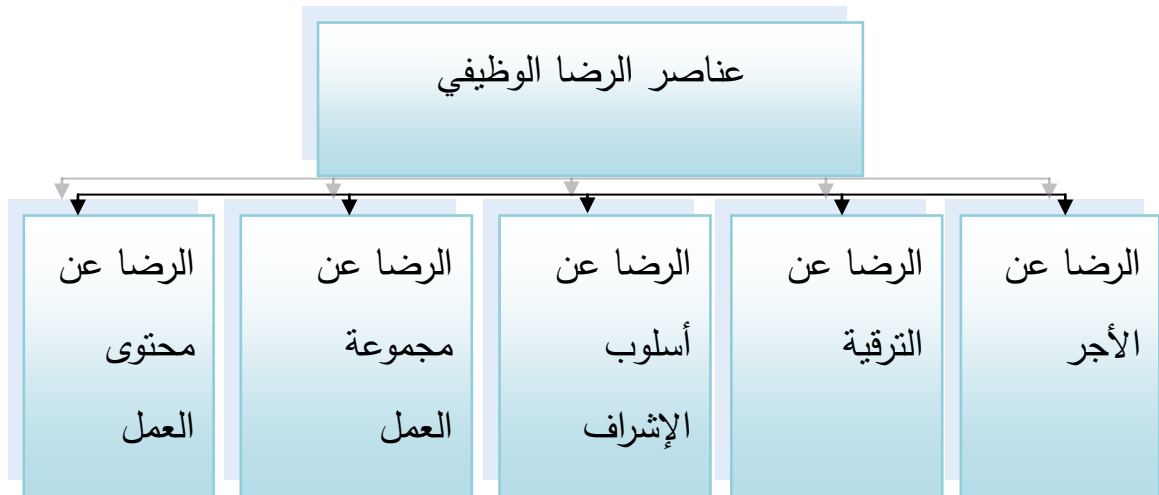 عناصر الرضا الوظيفي
الرضا عن
الأجر
الرضا عن
الترقية
الرضا عن
أسلوب
الإشراف
الرضا عن
مجموعة
العمل
الرضا عن
محتوى
العمل